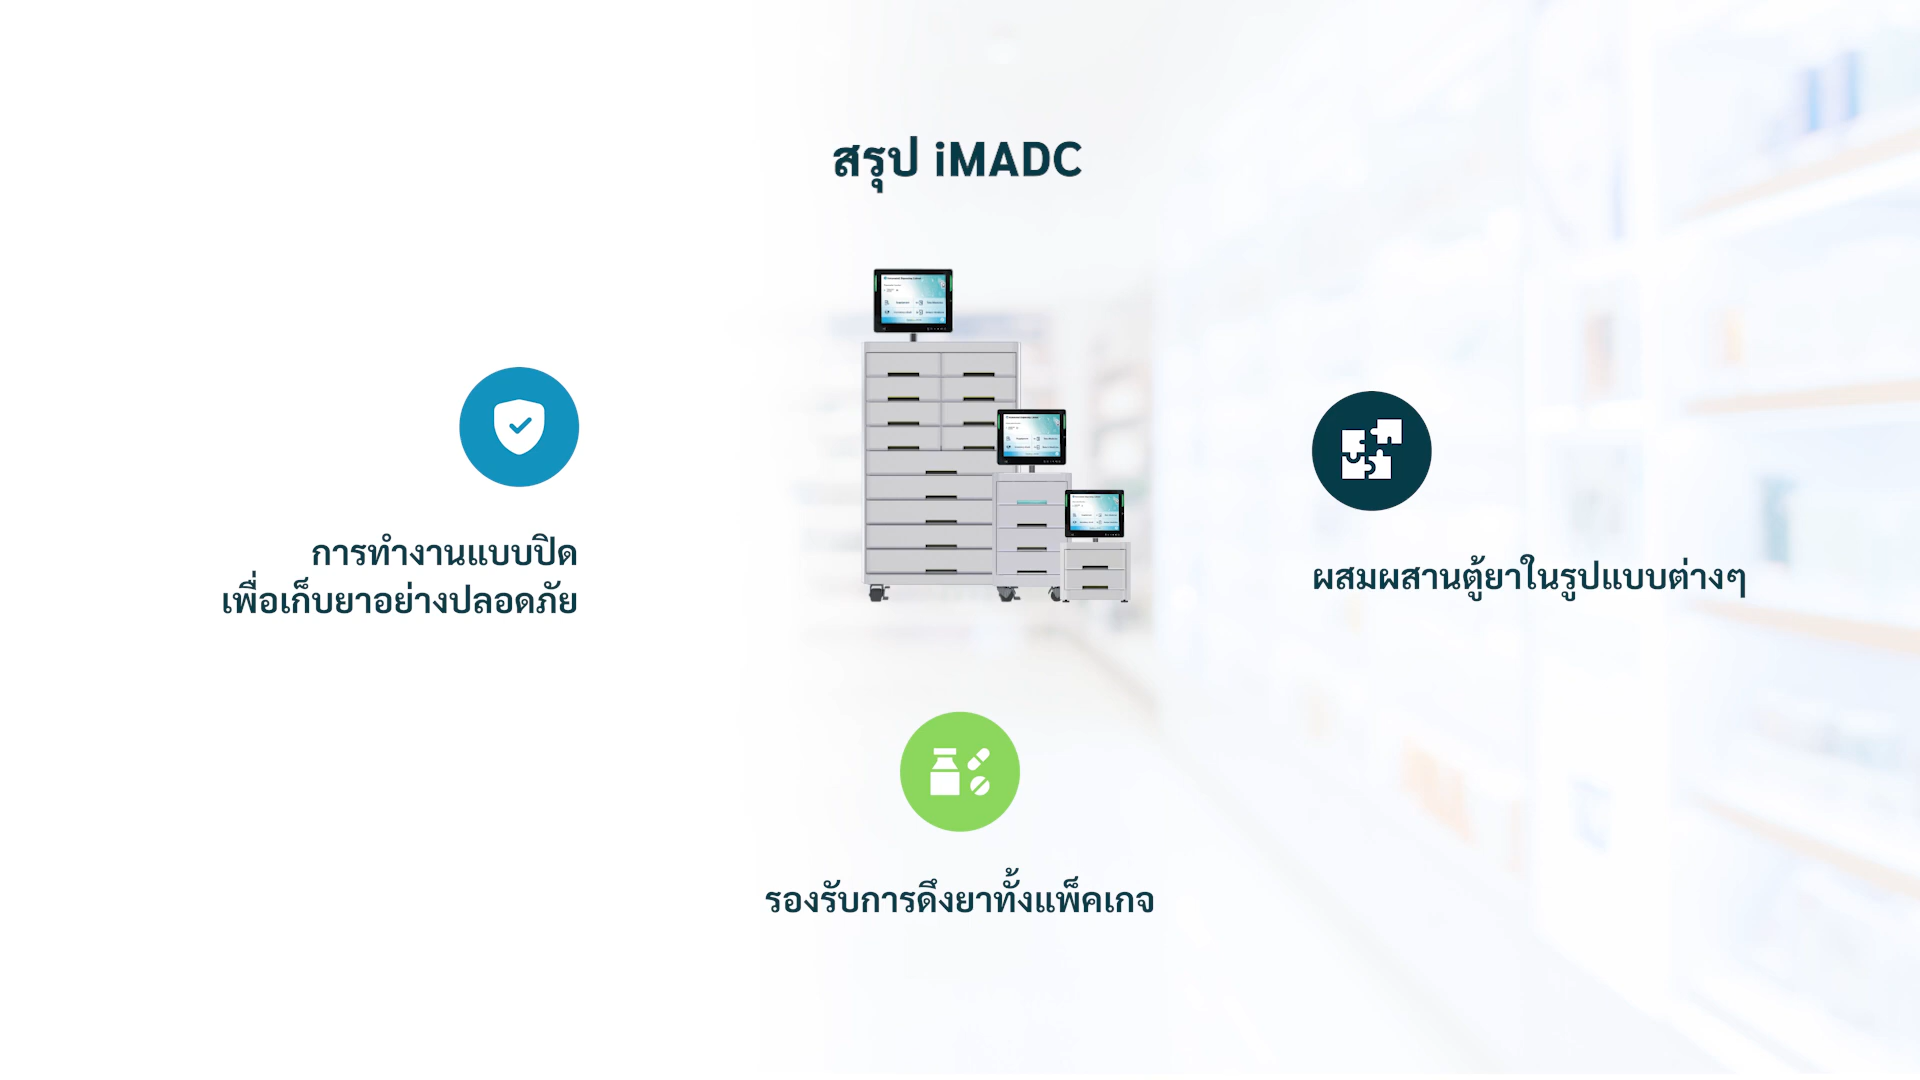 สรุป iMADC
การทำงานแบบปิด
เพื่อเก็บยาอย่างปลอดภัย
ผสมผสานตู้ยาในรูปแบบต่างๆ
รองรับการดึงยาทั้งแพ็คเกจ